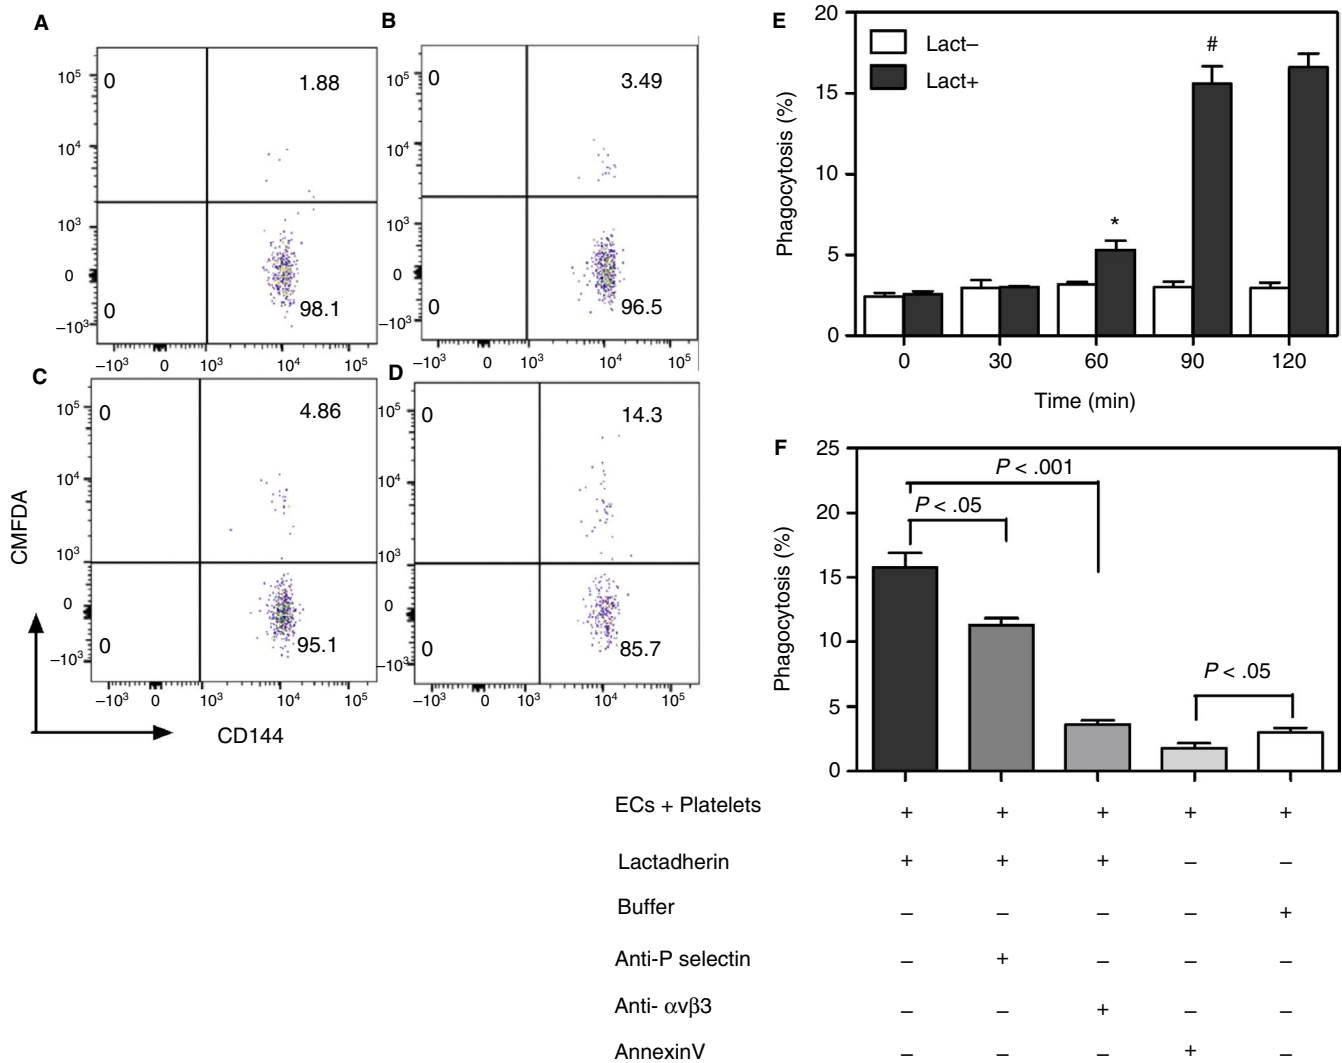 A
10⁵
10⁴
10³
0
–10³
0
1.88
0
98.1
–10³ 0 10³ 10⁴ 10⁵
B
10⁵
10⁴
10³
0
–10³
0
3.49
0
96.5
–10³ 0 10³ 10⁴ 10⁵
C
10⁵
10⁴
10³
0
–10³
0
4.86
0
95.1
–10³ 0 10³ 10⁴ 10⁵
D
10⁵
10⁴
10³
0
–10³
0
14.3
0
85.7
–10³ 0 10³ 10⁴ 10⁵
CMFDA
CD144
E
Phagocytosis (%)
20
15
10
5
0
Lact–
Lact+
*
#
0 30 60 90 120
Time (min)
F
Phagocytosis (%)
25
20
15
10
5
0
P < .001
P < .05
P < .05
ECs + Platelets + + + + +
Lactadherin + + + – –
Buffer – – – – +
Anti-P selectin – + – – –
Anti- αvβ3 – – + – –
AnnexinV – – – + –